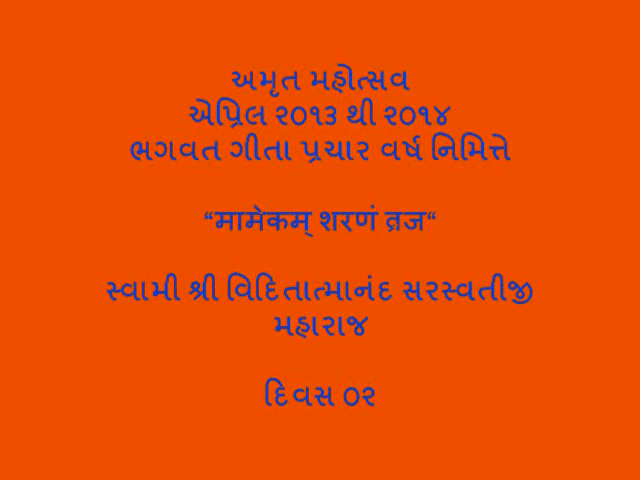 અમૃત મહોત્સવ
એપ્રિલ ૨૦૧૩ થી ૨૦૧૪
ભગવત ગીતા પ્રચાર વર્ષ નિમિત્તે
“मामेकम् शरणं व्रज“
સ્વામી શ્રી વિદિતાત્માનંદ સરસ્વતીજી
મહારાજ
દિવસ ૦૨